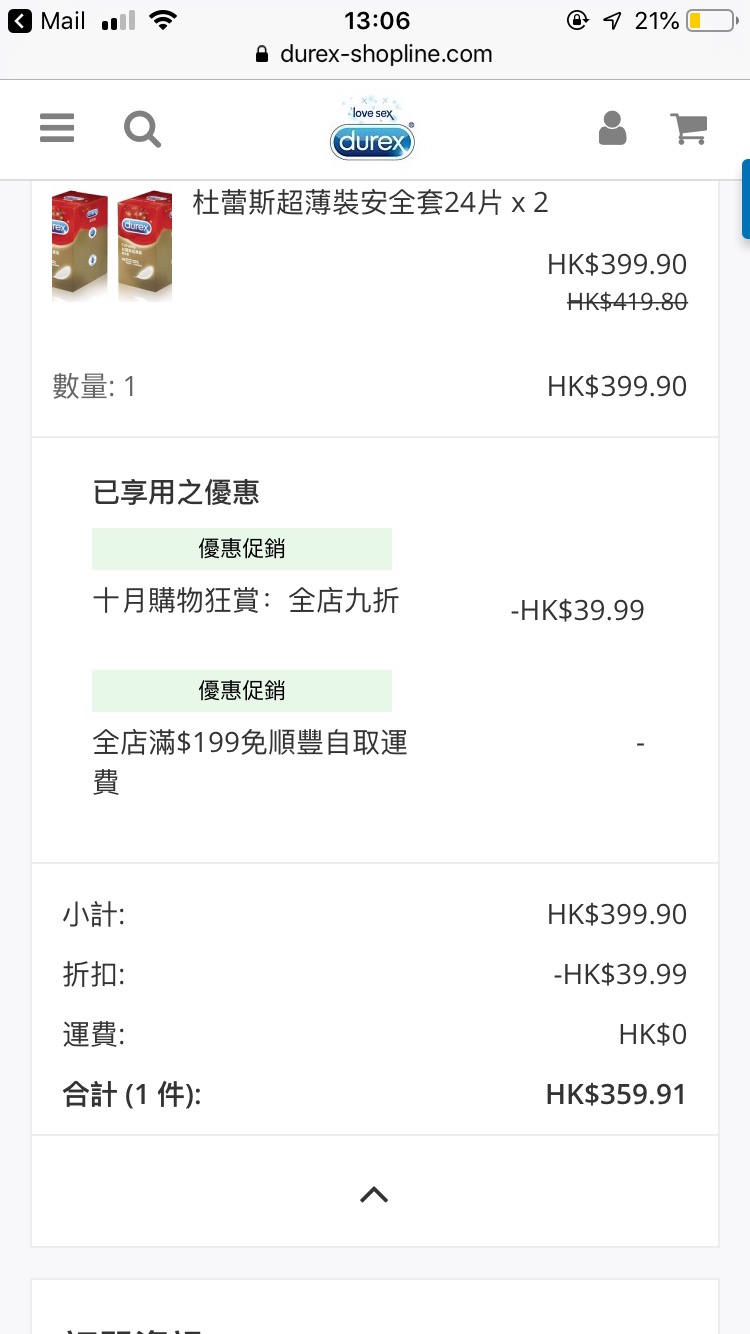 Mail
13:06
21%
durex-shopline.com
love sex
durex®
杜蕾斯超薄裝安全套24片 x 2
HK$399.90
HK$419.80
數量: 1
HK$399.90
已享用之優惠
優惠促銷
十月購物狂賞：全店九折
-HK$39.99
優惠促銷
全店滿$199免順豐自取運
費
-
小計:
HK$399.90
折扣:
-HK$39.99
運費:
HK$0
合計 (1 件):
HK$359.91